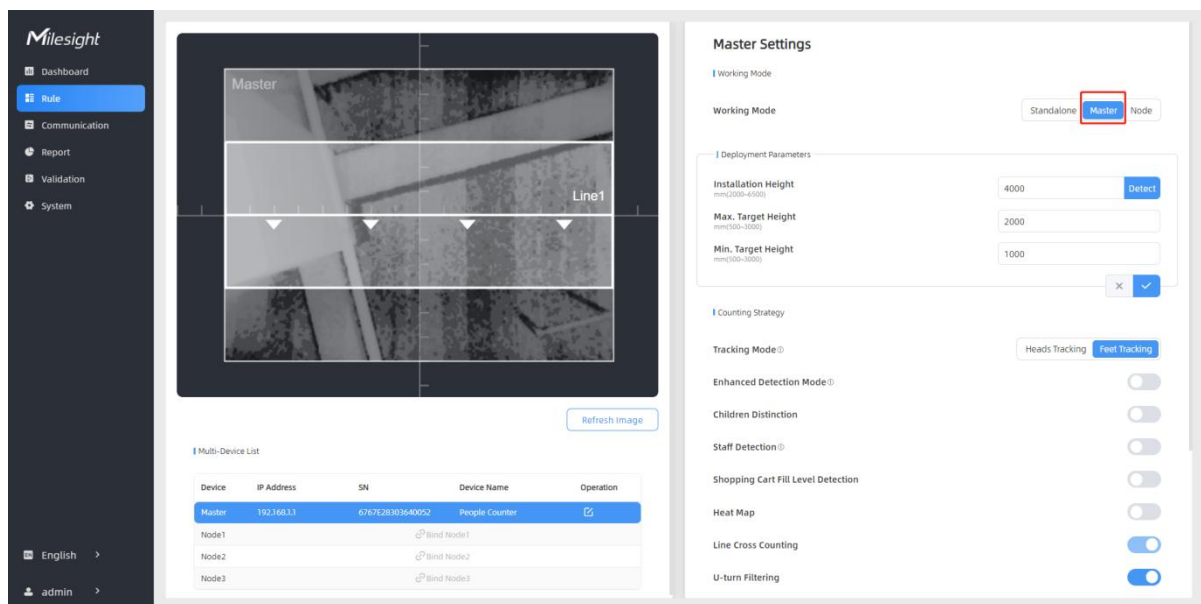 Milesight
Dashboard
Rule
Communication
Report
Validation
System
English
admin
Master
Line1
Refresh Image
Multi-Device List
Device IP Address SN Device Name Operation
Master 192.168.1.1 6767E28303640052 People Counter
Node1 Bind Node1
Node2 Bind Node2
Node3 Bind Node3
Master Settings
Working Mode
Working Mode Standalone Master Node
Deployment Parameters
Installation Height 4000 Detect
mm(2000~6500)
Max. Target Height 2000
mm(500~3000)
Min. Target Height 1000
mm(500~3000)
Counting Strategy
Tracking Mode Heads Tracking Feet Tracking
Enhanced Detection Mode
Children Distinction
Staff Detection
Shopping Cart Fill Level Detection
Heat Map
Line Cross Counting
U-turn Filtering